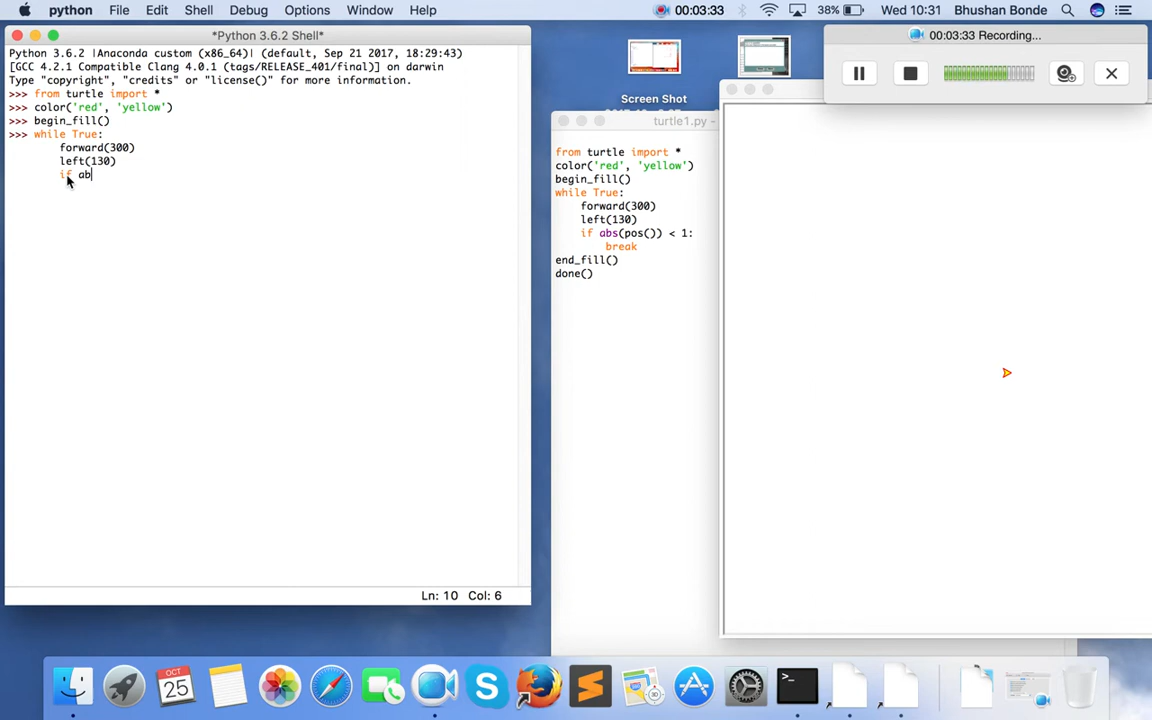 python File Edit Shell Debug Options Window Help 00:03:33 38% Wed 10:31 Bhushan Bonde
*Python 3.6.2 Shell*
Python 3.6.2 |Anaconda custom (x86_64)| (default, Sep 21 2017, 18:29:43)
[GCC 4.2.1 Compatible Clang 4.0.1 (tags/RELEASE_401/final)] on darwin
Type "copyright", "credits" or "license()" for more information.
>>> from turtle import *
>>> color('red', 'yellow')
>>> begin_fill()
>>> while True:
forward(300)
left(130)
if ab
Ln: 10 Col: 6
00:03:33 Recording...
Screen Shot
turtle1.py -
from turtle import *
color('red', 'yellow')
begin_fill()
while True:
forward(300)
left(130)
if abs(pos()) < 1:
break
end_fill()
done()
OCT
25